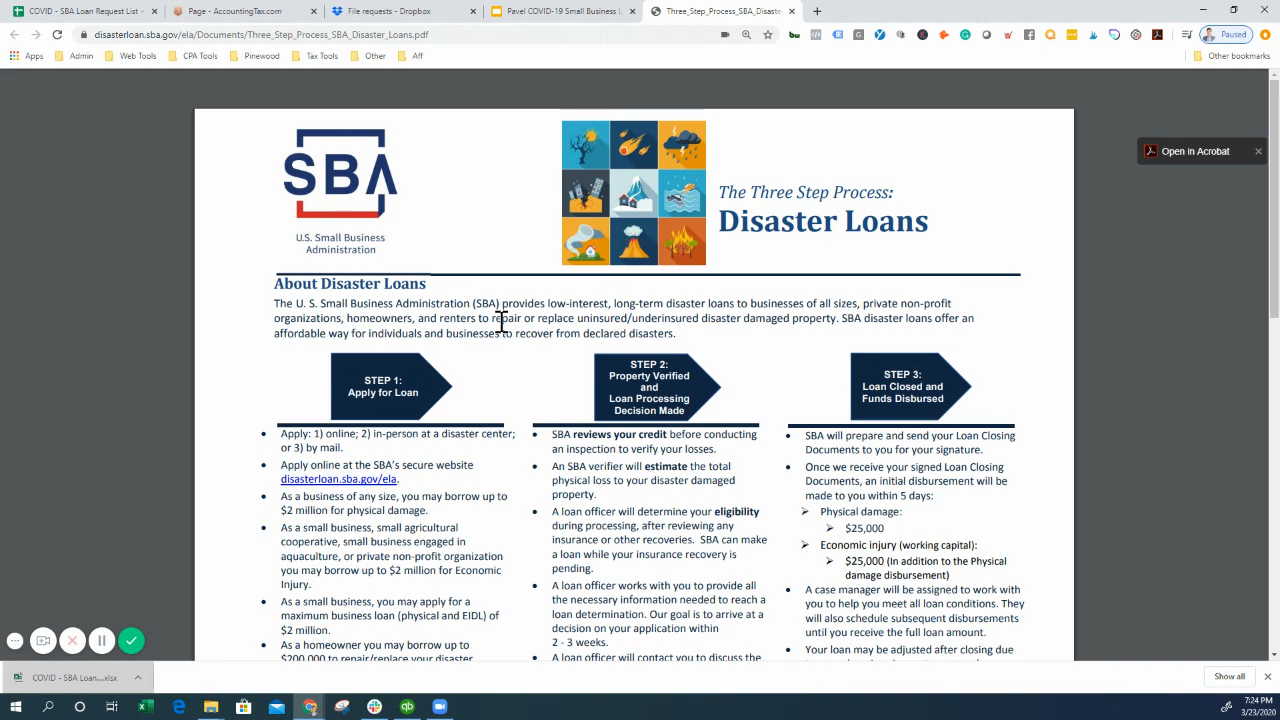 COVID - SBA Loan Request List -
Page - AccountingTax.com
File requests - Dropbox
Pavel COVID-19 Small Business L
Three_Step_Process_SBA_Disaster
disasterloan.sba.gov/ela/Documents/Three_Step_Process_SBA_Disaster_Loans.pdf
Paused
Apps
Admin
Web Tools
CPA Tools
Pinewood
Tax Tools
Other
Aff
Other bookmarks
Open in Acrobat
SBA
U.S. Small Business
Administration
The Three Step Process:
Disaster Loans
About Disaster Loans
The U. S. Small Business Administration (SBA) provides low-interest, long-term disaster loans to businesses of all sizes, private non-profit
organizations, homeowners, and renters to repair or replace uninsured/underinsured disaster damaged property. SBA disaster loans offer an
affordable way for individuals and businesses to recover from declared disasters.
STEP 1:
Apply for Loan
• Apply: 1) online; 2) in-person at a disaster center;
or 3) by mail.
• Apply online at the SBA's secure website
disasterloan.sba.gov/ela.
• As a business of any size, you may borrow up to
$2 million for physical damage.
• As a small business, small agricultural
cooperative, small business engaged in
aquaculture, or private non-profit organization
you may borrow up to $2 million for Economic
Injury.
• As a small business, you may apply for a
maximum business loan (physical and EIDL) of
$2 million.
• As a homeowner you may borrow up to
$200,000 to repair/replace your disaster
STEP 2:
Property Verified
and
Loan Processing
Decision Made
• SBA reviews your credit before conducting
an inspection to verify your losses.
• An SBA verifier will estimate the total
physical loss to your disaster damaged
property.
• A loan officer will determine your eligibility
during processing, after reviewing any
insurance or other recoveries. SBA can make
a loan while your insurance recovery is
pending.
• A loan officer works with you to provide all
the necessary information needed to reach a
loan determination. Our goal is to arrive at a
decision on your application within
2 - 3 weeks.
• A loan officer will contact you to discuss the
STEP 3:
Loan Closed and
Funds Disbursed
• SBA will prepare and send your Loan Closing
Documents to you for your signature.
• Once we receive your signed Loan Closing
Documents, an initial disbursement will be
made to you within 5 days:
➢ Physical damage:
➢ $25,000
➢ Economic injury (working capital):
➢ $25,000 (In addition to the Physical
damage disbursement)
• A case manager will be assigned to work with
you to help you meet all loan conditions. They
will also schedule subsequent disbursements
until you receive the full loan amount.
• Your loan may be adjusted after closing due
COVID - SBA Loan....xlsx
Show all
7:24 PM
3/23/2020